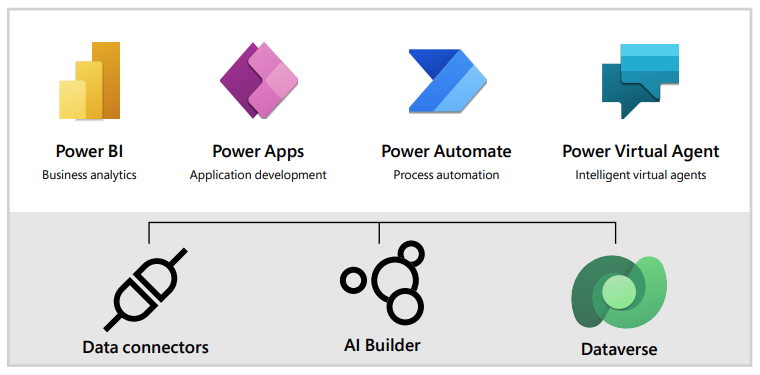 Power BI
Business analytics
Power Apps
Application development
Power Automate
Process automation
Power Virtual Agent
Intelligent virtual agents
Data connectors
AI Builder
Dataverse